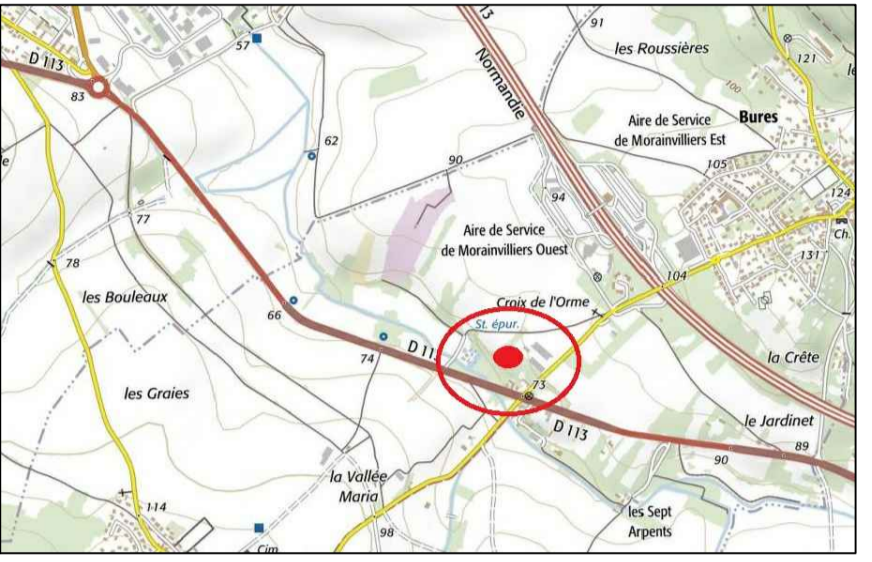 13
91
57
les Roussières
121
D 113
Normandie
100
83
Aire de Service
de Morainvilliers Est
Bures
62
90
105
94
124
77
Aire de Service
de Morainvilliers Ouest
Ch.
131
78
104
les Bouleaux
Croix de l'Orme
66
St. épur.
74
D 11
la Crête
73
les Graies
le Jardinet
D 113
89
90
la Vallée
Maria
114
98
les Sept
Arpents
Cim